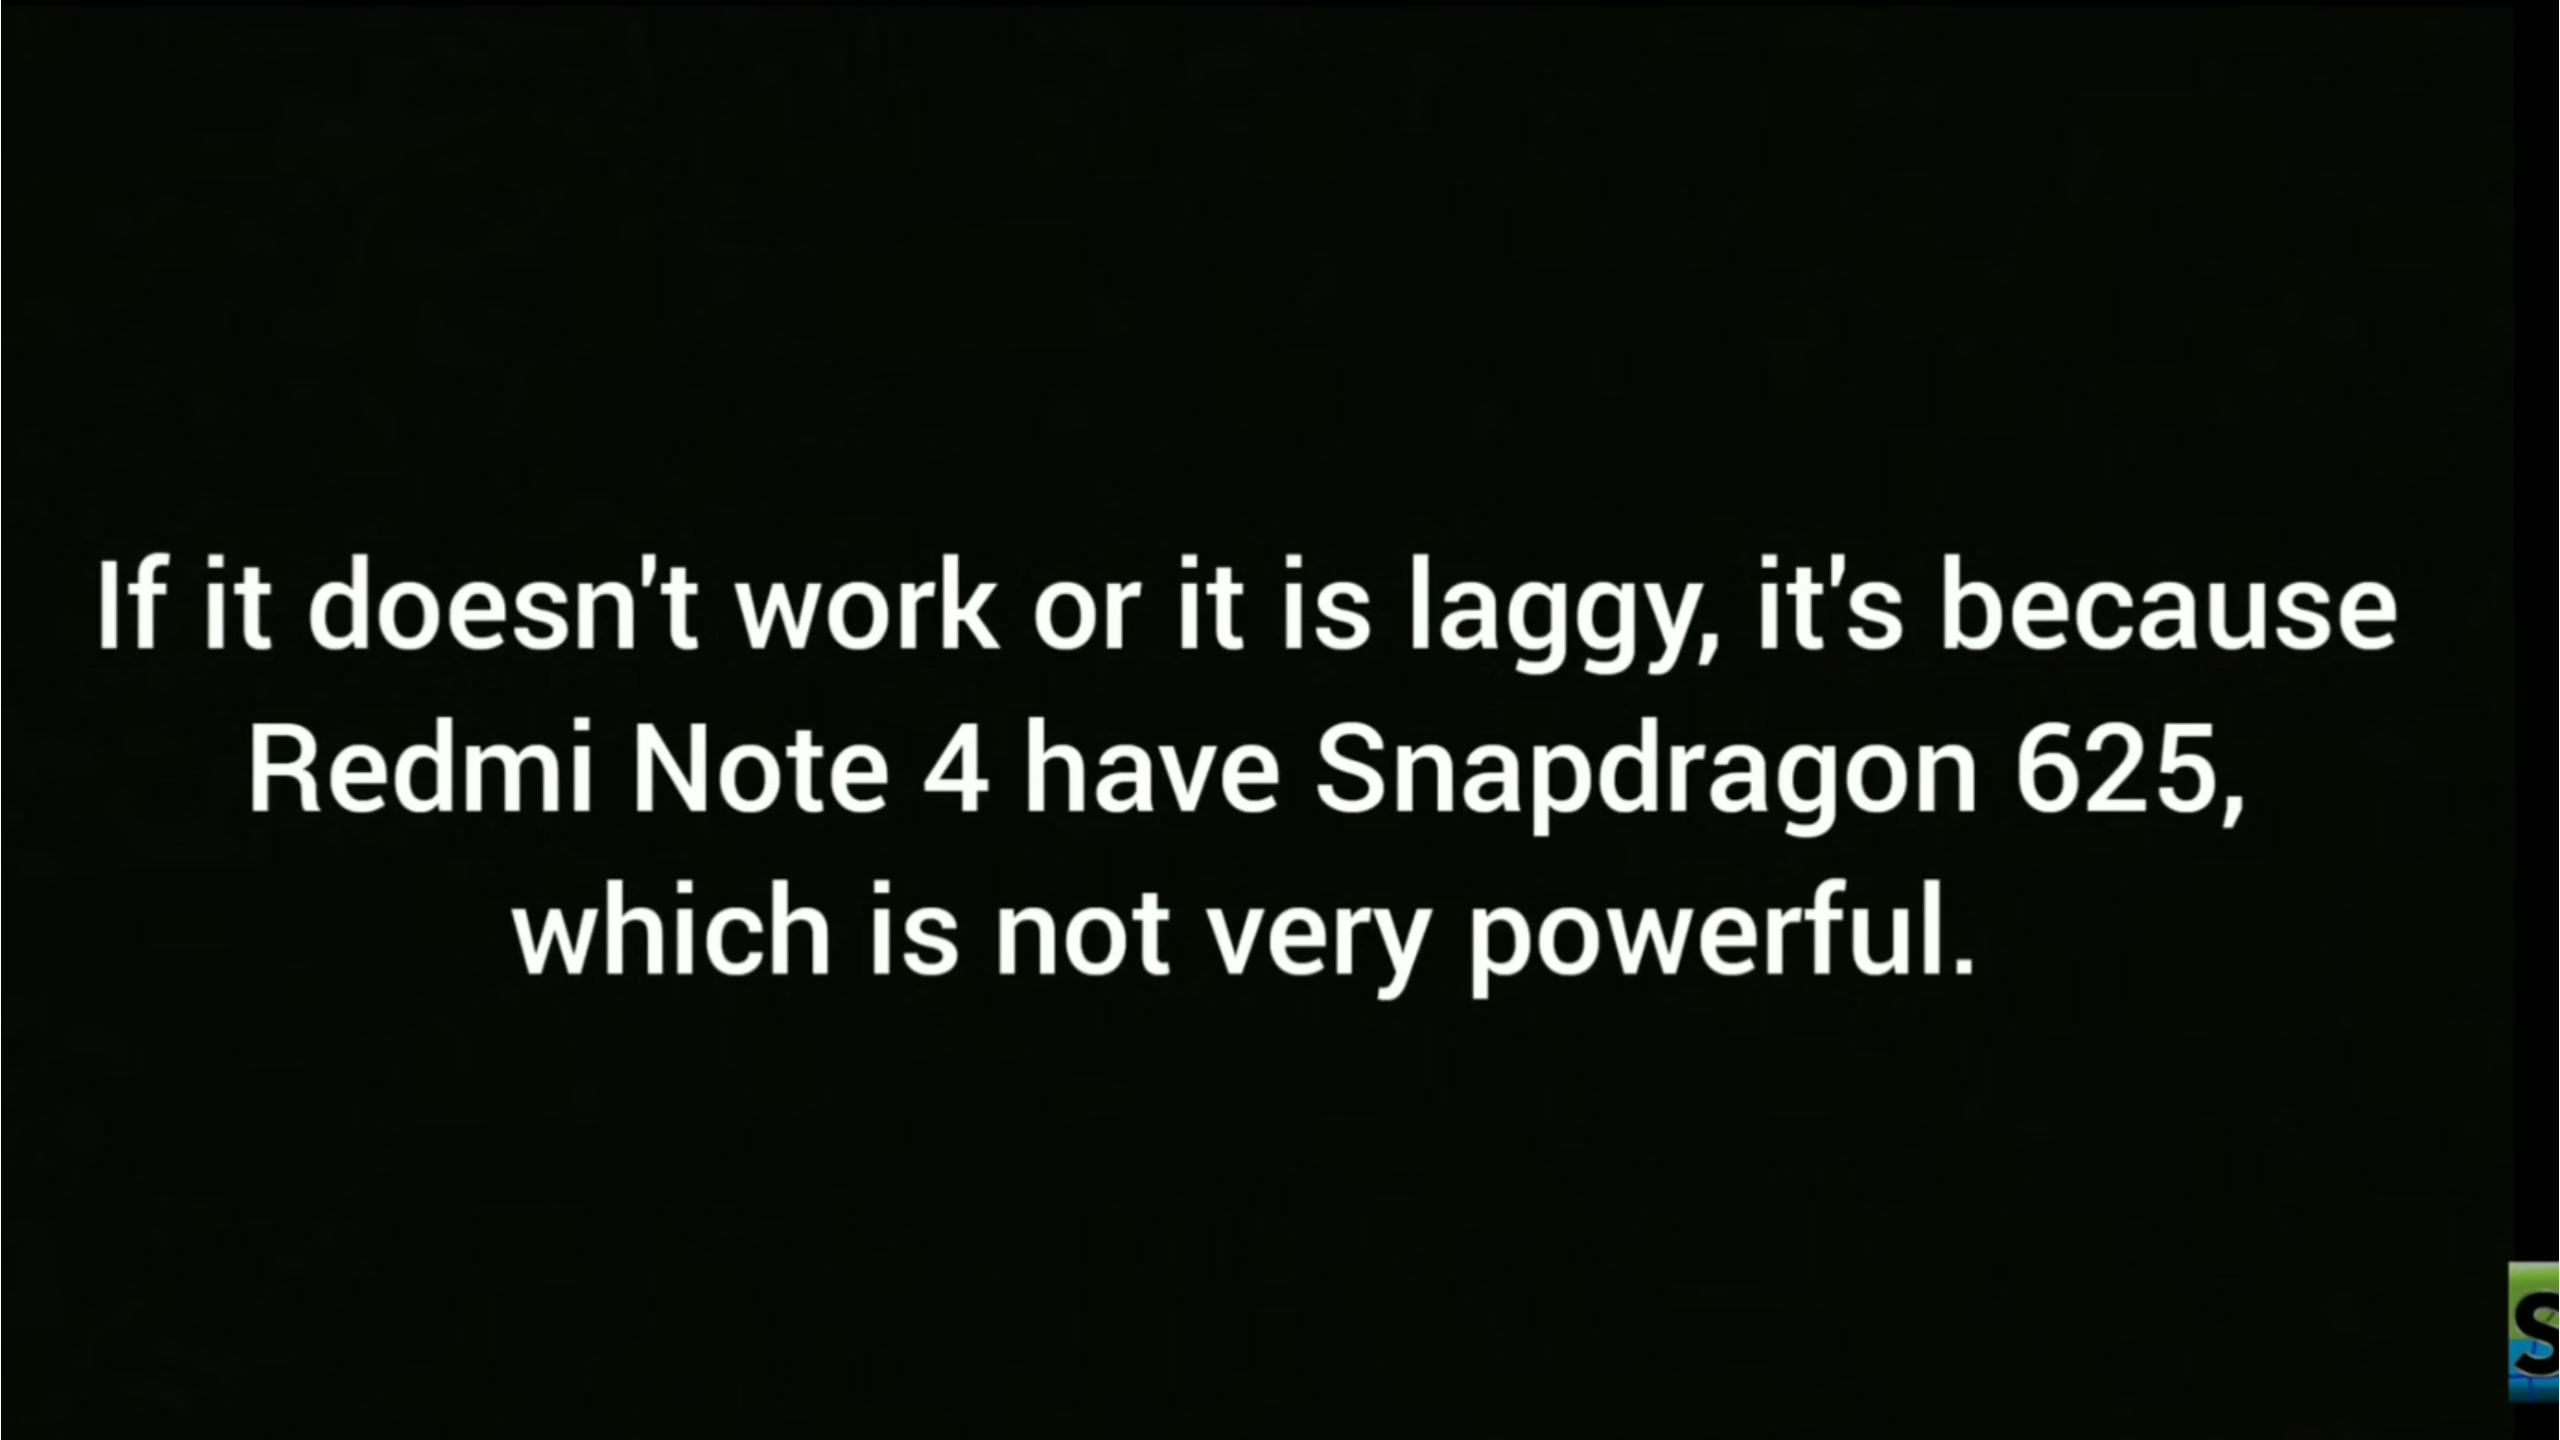 If it doesn't work or it is laggy, it's because
Redmi Note 4 have Snapdragon 625,
which is not very powerful.
S